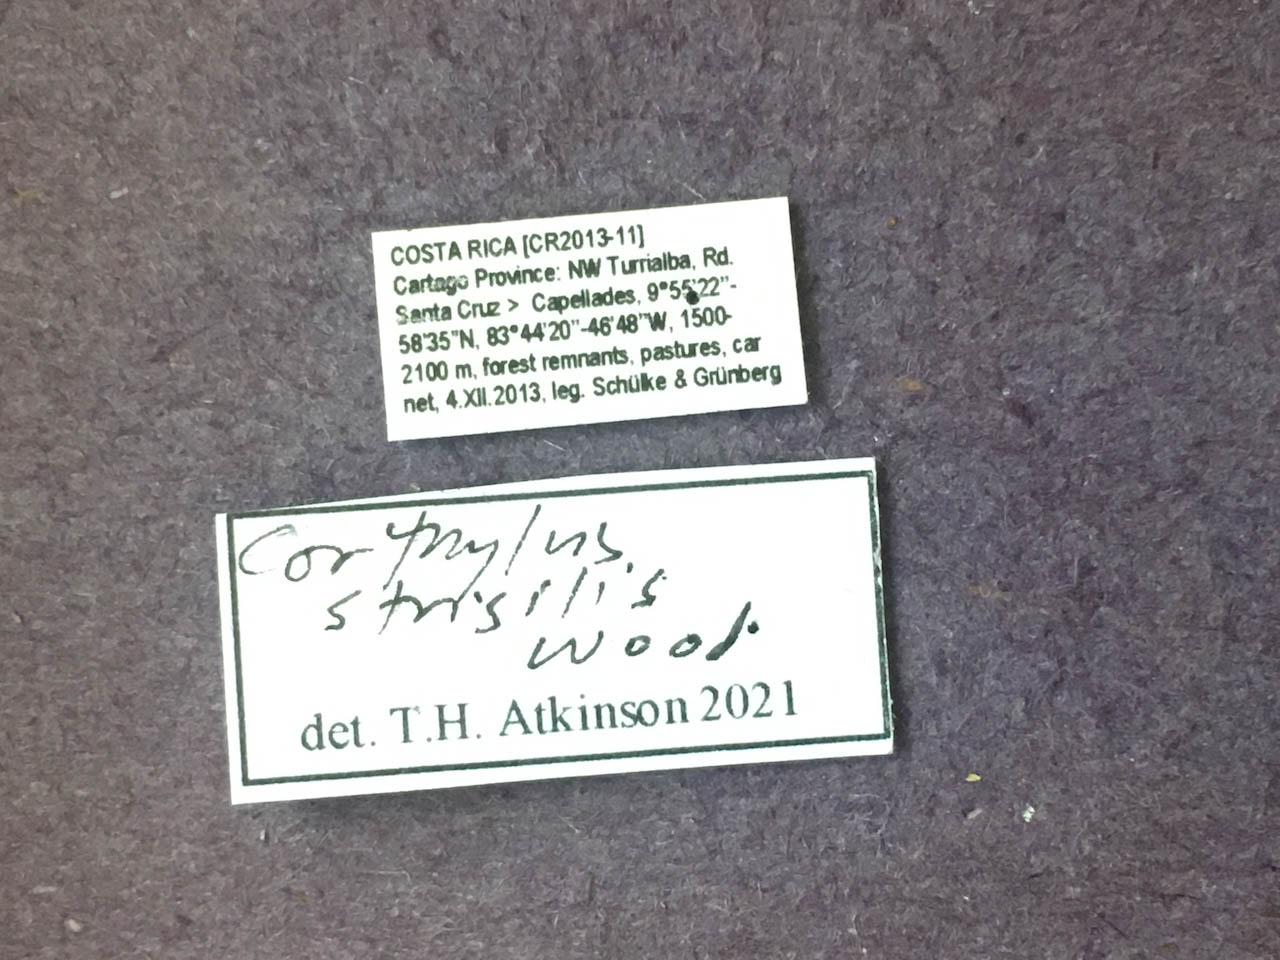 COSTA RICA [CR2013-11]
Cartago Province: NW Turrialba, Rd.
Santa Cruz > Capellades, 9°55'22"-
58'35"N, 83°44'20"-46'48"W, 1500-
2100 m, forest remnants, pastures, car
net, 4.XII.2013, leg. Schülke & Grünberg
Corthylus
strigilis
Wood
det. T.H. Atkinson 2021